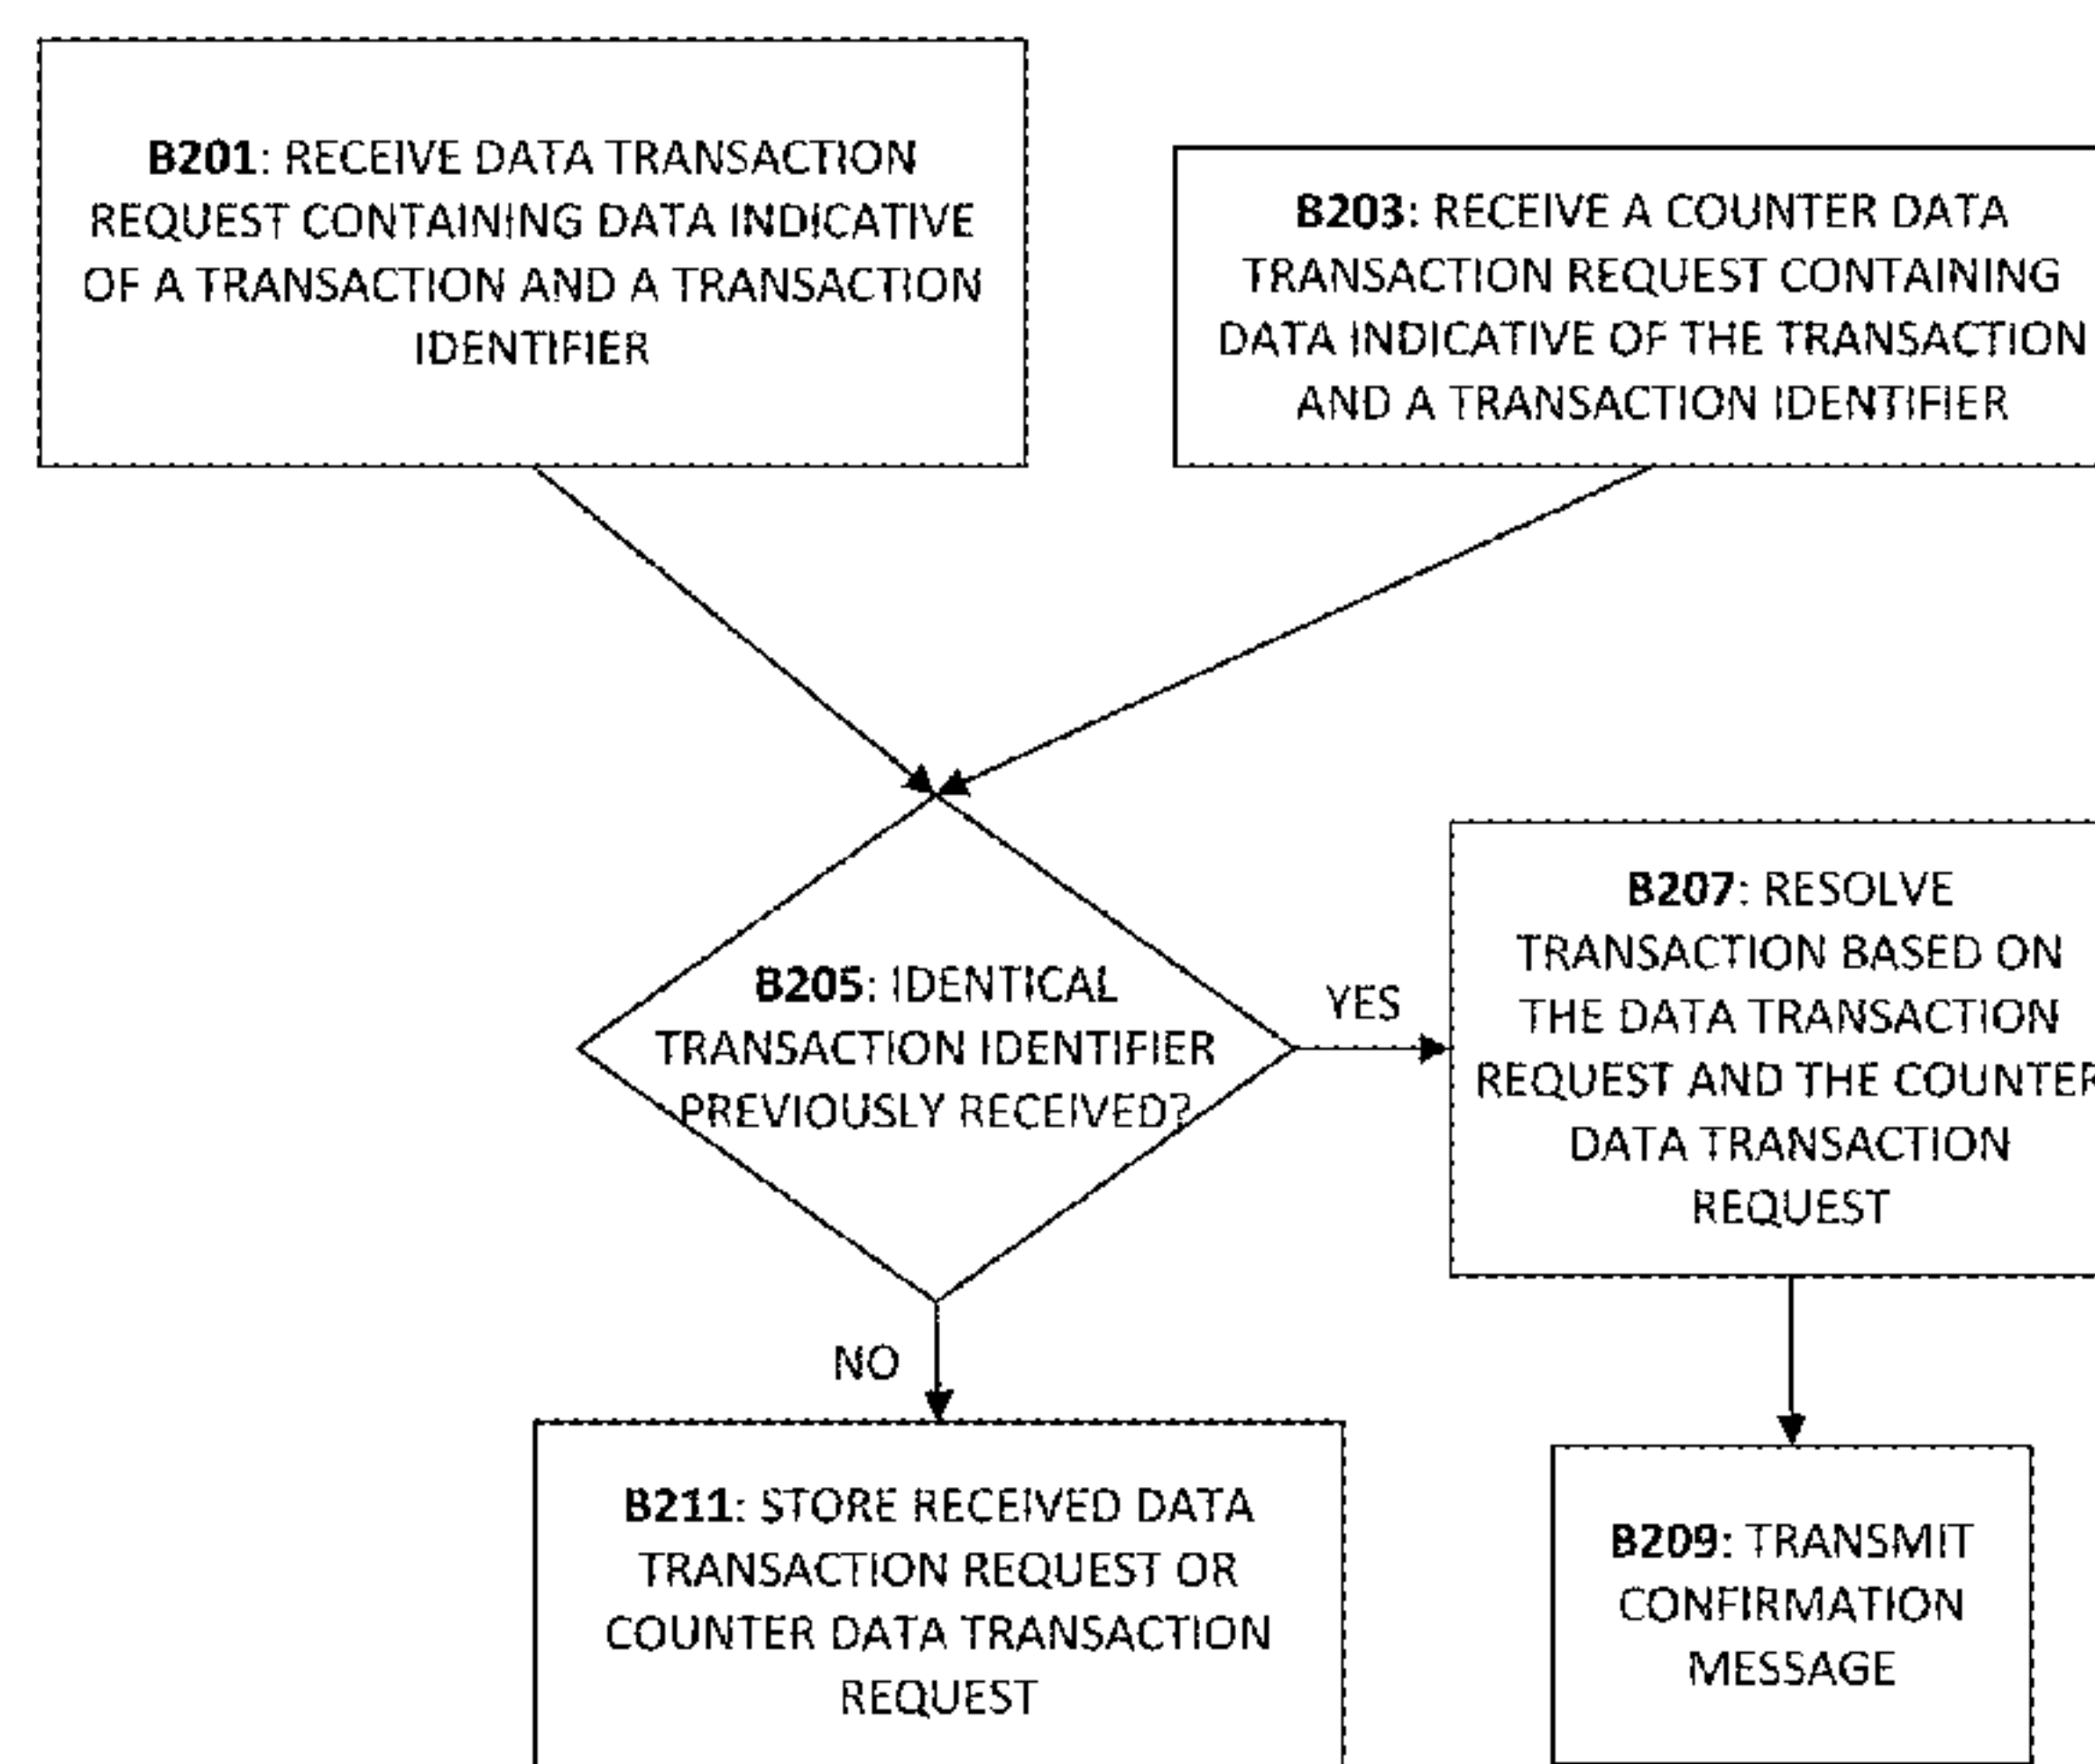 B201: RECEIVE DATA TRANSACTION
REQUEST CONTAINING DATA INDICATIVE
OF A TRANSACTION AND A TRANSACTION
IDENTIFIER
B203: RECEIVE A COUNTER DATA
TRANSACTION REQUEST CONTAINING
DATA INDICATIVE OF THE TRANSACTION
AND A TRANSACTION IDENTIFIER
B205: IDENTICAL
TRANSACTION IDENTIFIER
PREVIOUSLY RECEIVED?
YES
B207: RESOLVE
TRANSACTION BASED ON
THE DATA TRANSACTION
REQUEST AND THE COUNTER
DATA TRANSACTION
REQUEST
NO
B211: STORE RECEIVED DATA
TRANSACTION REQUEST OR
COUNTER DATA TRANSACTION
REQUEST
B209: TRANSMIT
CONFIRMATION
MESSAGE